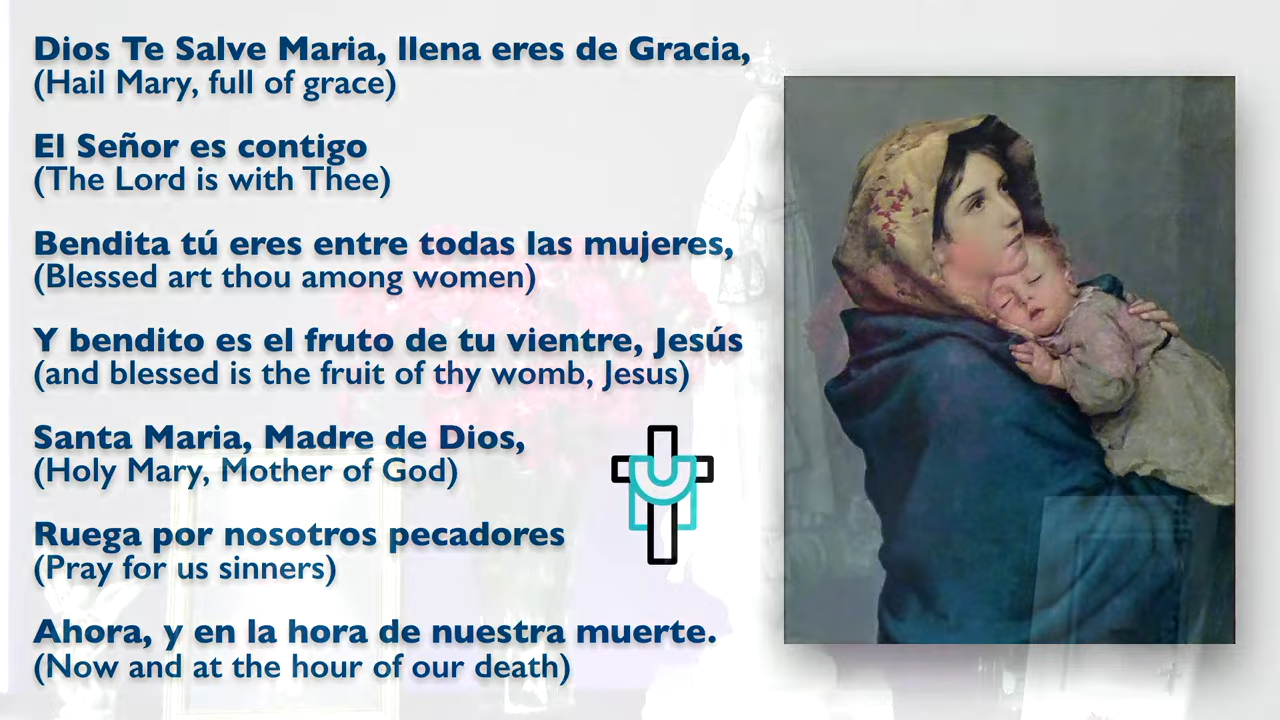 Dios Te Salve Maria, llena eres de Gracia,
(Hail Mary, full of grace)
El Señor es contigo
(The Lord is with Thee)
Bendita tú eres entre todas las mujeres,
(Blessed art thou among women)
Y bendito es el fruto de tu vientre, Jesús
(and blessed is the fruit of thy womb, Jesus)
Santa Maria, Madre de Dios,
(Holy Mary, Mother of God)
Ruega por nosotros pecadores
(Pray for us sinners)
Ahora, y en la hora de nuestra muerte.
(Now and at the hour of our death)